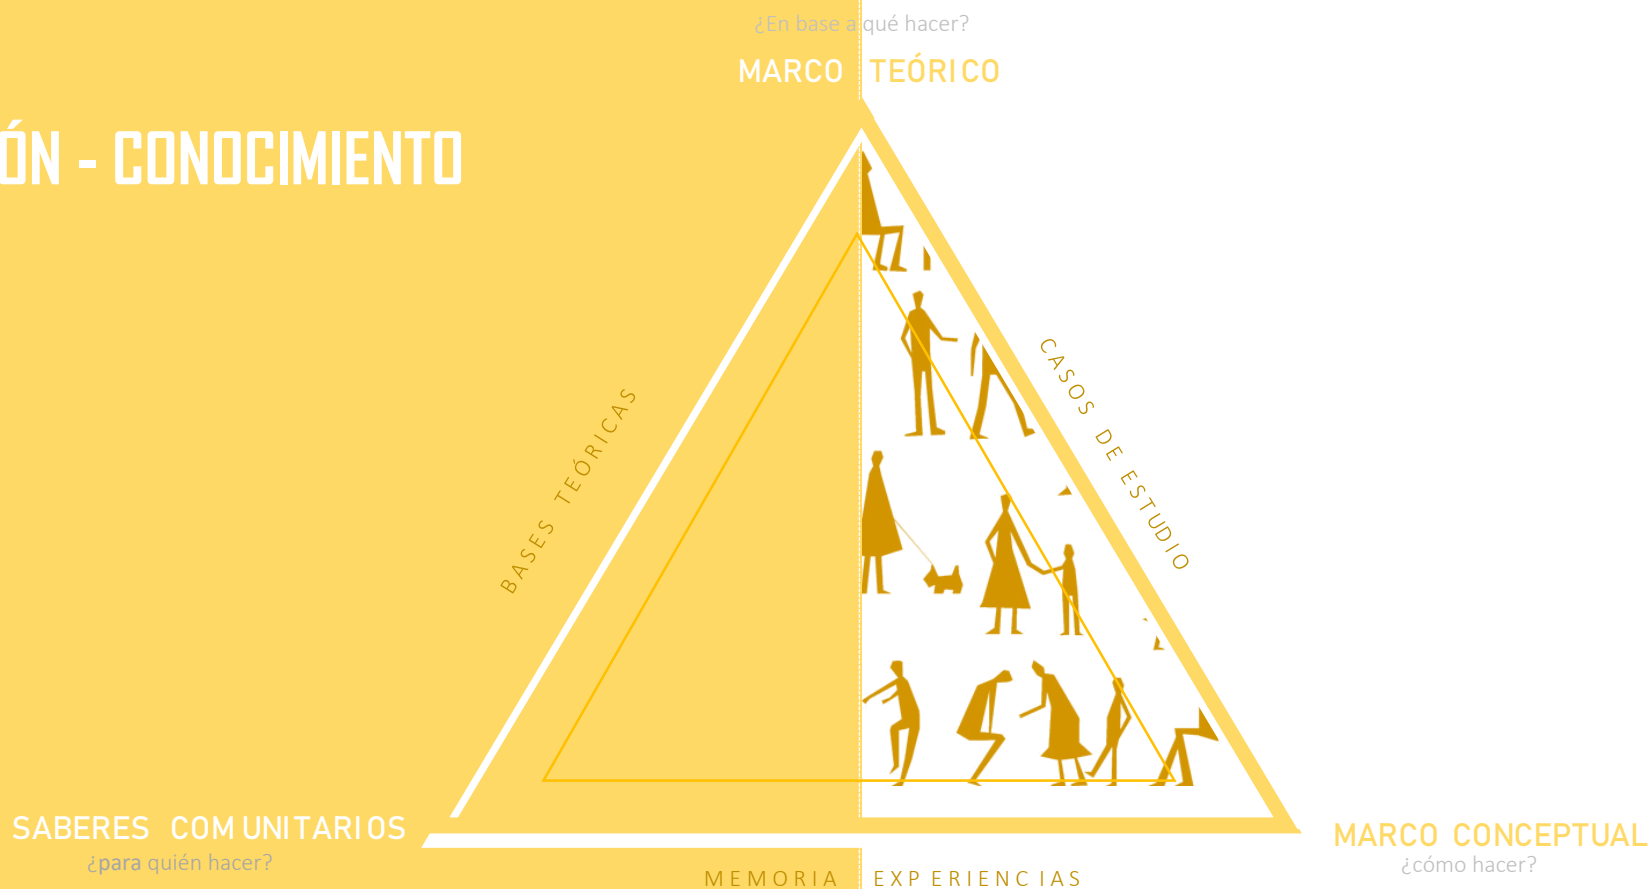 ¿En base a qué hacer?
MARCO TEÓRICO
ÓN - CONOCIMIENTO
CASOS DE ESTUDIO
BASES TEÓRICAS
SABERES COMUNITARIOS
¿para quién hacer?
MARCO CONCEPTUAL
¿cómo hacer?
MEMORIA EXPERIENCIAS